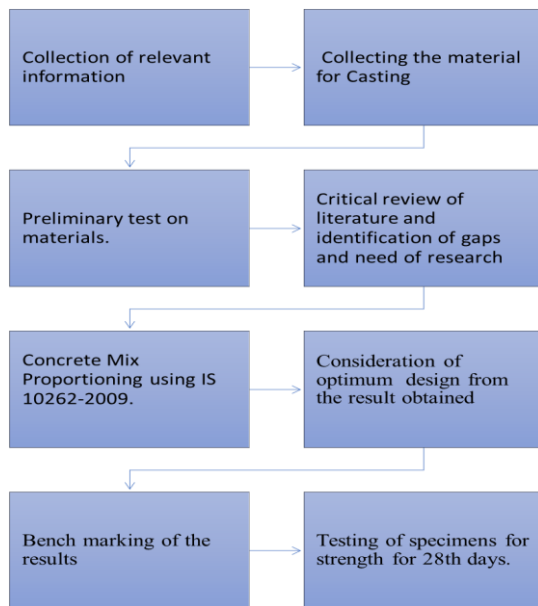 Collection of relevant
information
Collecting the material
for Casting
Preliminary test on
materials.
Critical review of
literature and
identification of gaps
and need of research
Concrete Mix
Proportioning using IS
10262-2009.
Consideration of
optimum design from
the result obtained
Bench marking of the
results
Testing of specimens for
strength for 28th days.